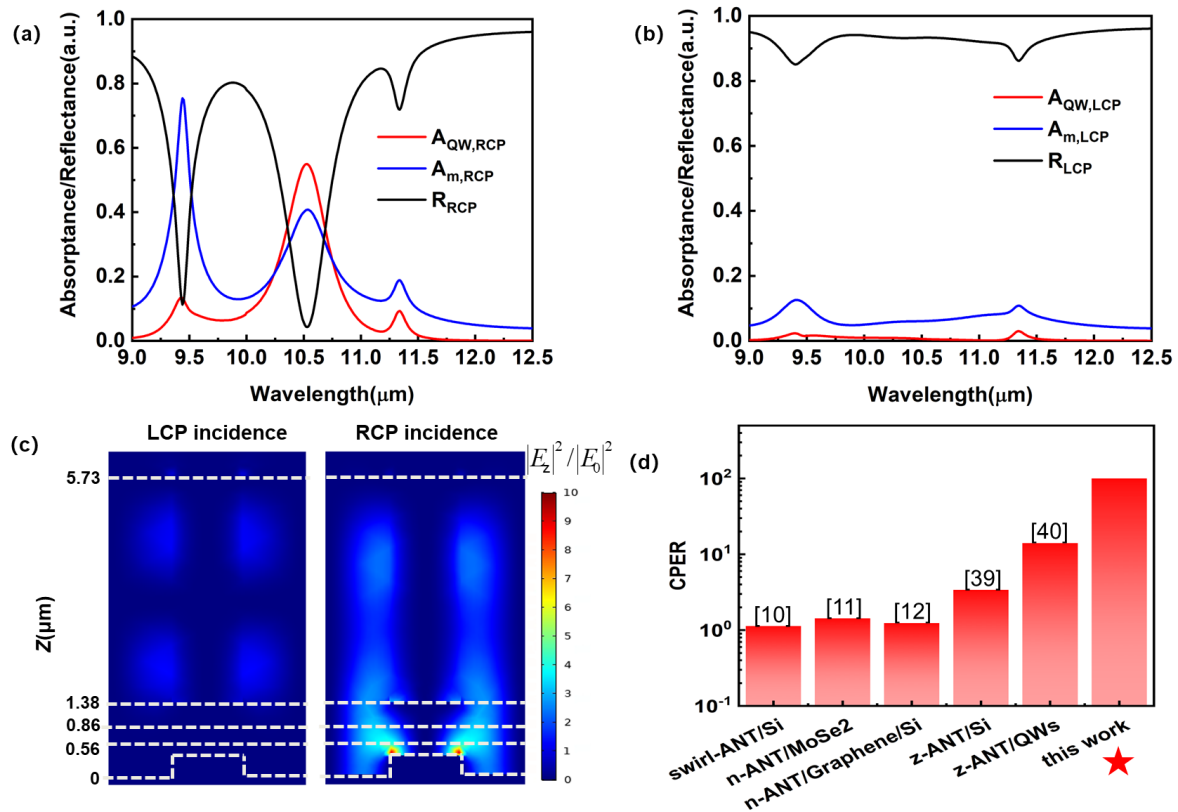 (a)
1.0
0.8
0.6
0.4
0.2
0.0
Absorptance/Reflectance(a.u.)
A_QW,RCP
A_m,RCP
R_RCP
9.0 9.5 10.0 10.5 11.0 11.5 12.0 12.5
Wavelength(μm)
(b)
1.0
0.8
0.6
0.4
0.2
0.0
Absorptance/Reflectance(a.u.)
A_QW,LCP
A_m,LCP
R_LCP
9.0 9.5 10.0 10.5 11.0 11.5 12.0 12.5
Wavelength(μm)
(c)
LCP incidence RCP incidence
|E_z|²/|E_0|²
5.73
1.38
0.86
0.56
0
Z(μm)
10
9
8
7
6
5
4
3
2
1
0
(d)
10²
10¹
10⁰
10⁻¹
CPER
[10]
[11]
[12]
[39]
[40]
swirl-ANT/Si
n-ANT/MoSe2
n-ANT/Graphene/Si
z-ANT/Si
z-ANT/QWs
this work